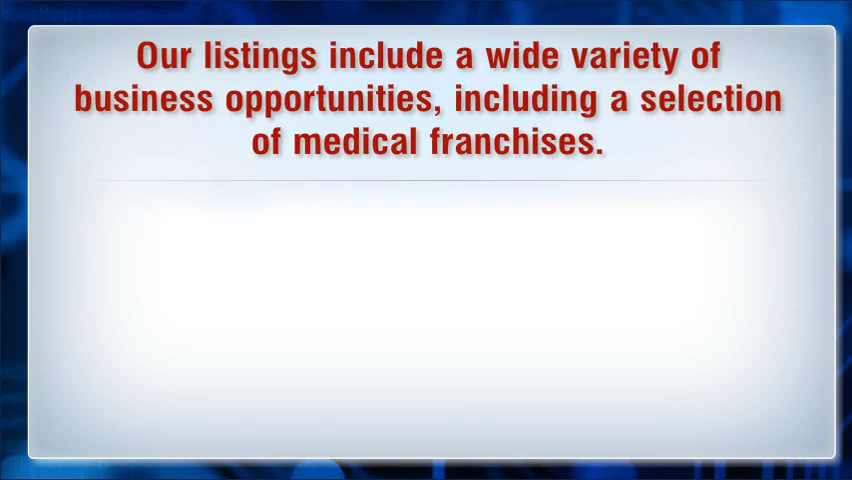 Our listings include a wide variety of
business opportunities, including a selection
of medical franchises.